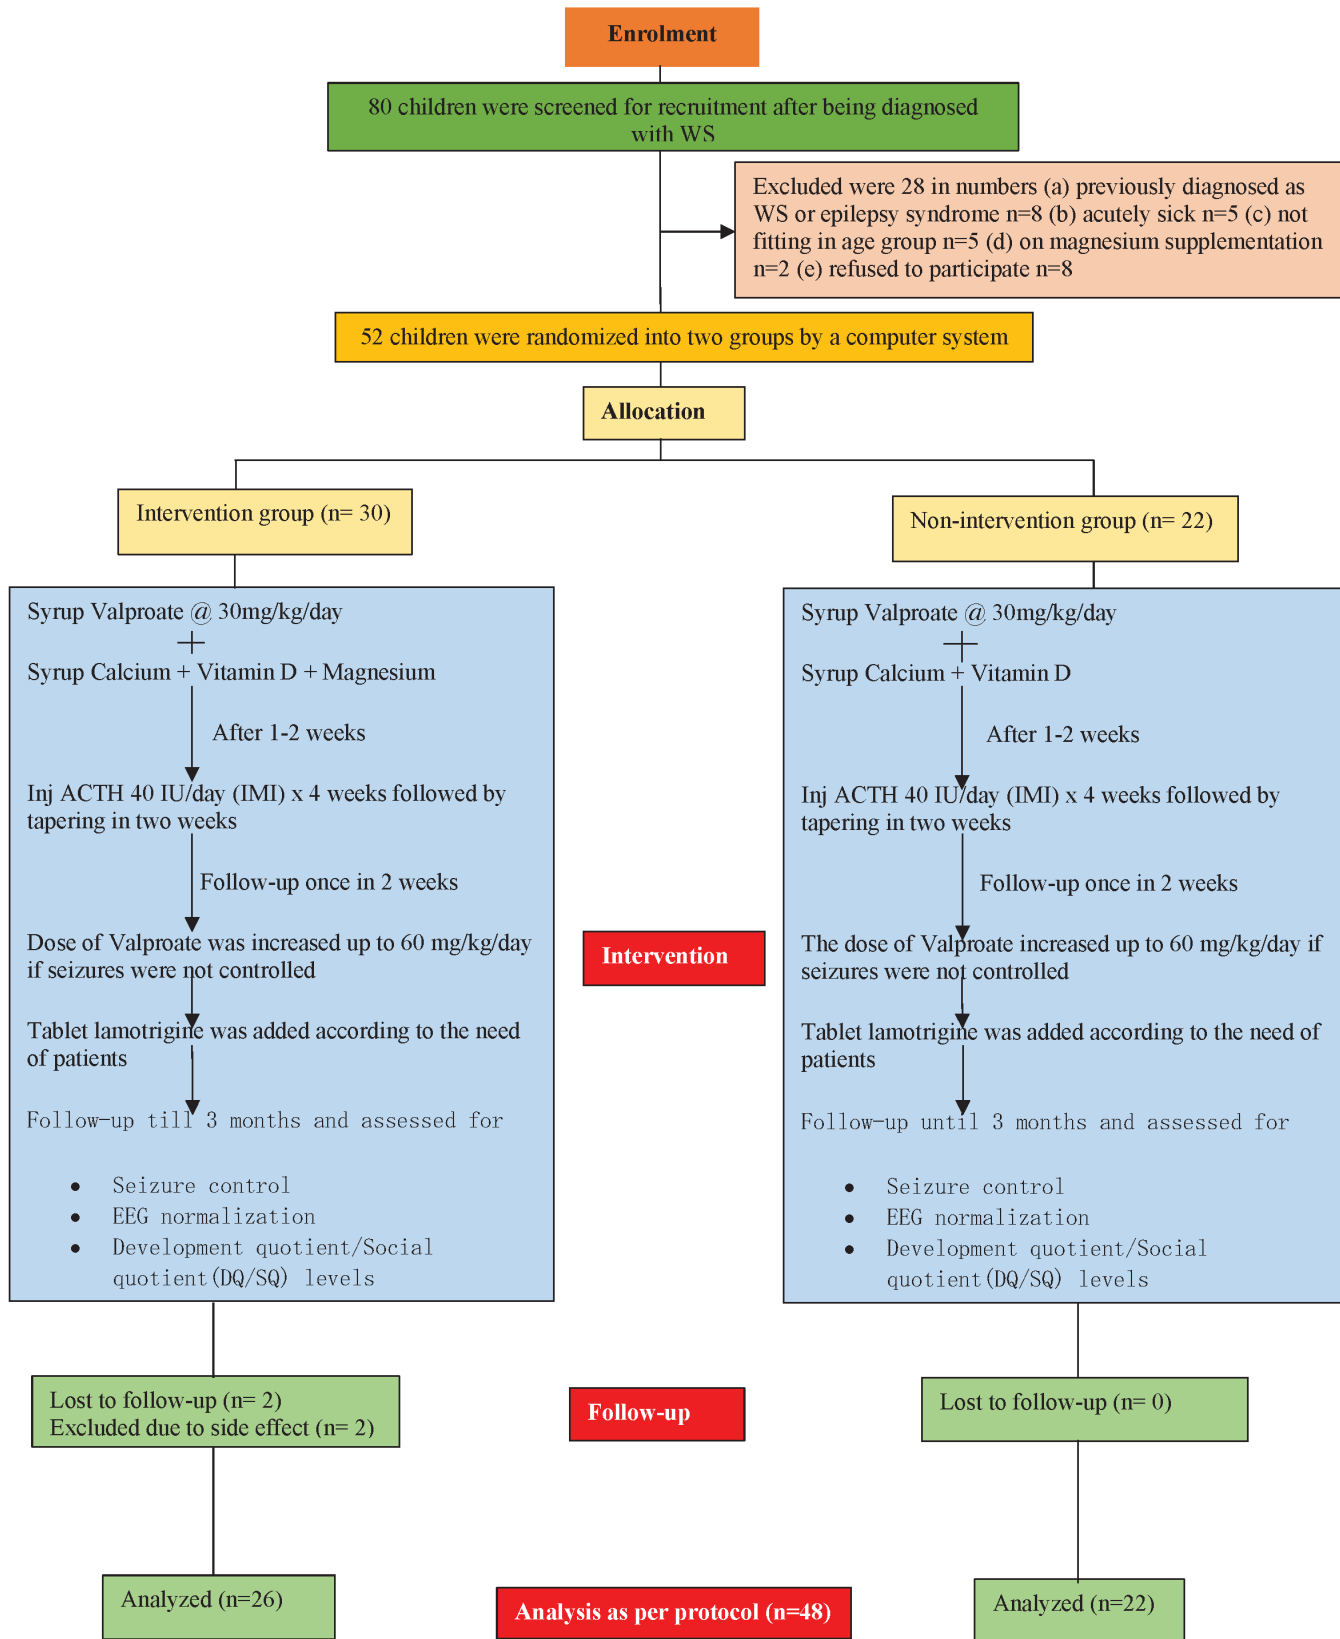 Enrolment
80 children were screened for recruitment after being diagnosed
with WS
Excluded were 28 in numbers (a) previously diagnosed as
WS or epilepsy syndrome n=8 (b) acutely sick n=5 (c) not
fitting in age group n=5 (d) on magnesium supplementation
n=2 (e) refused to participate n=8
52 children were randomized into two groups by a computer system
Allocation
Intervention group (n= 30)
Non-intervention group (n= 22)
Syrup Valproate @ 30mg/kg/day
+
Syrup Calcium + Vitamin D + Magnesium
After 1-2 weeks
Inj ACTH 40 IU/day (IMI) x 4 weeks followed by
tapering in two weeks
Follow-up once in 2 weeks
Dose of Valproate was increased up to 60 mg/kg/day
if seizures were not controlled
Tablet lamotrigine was added according to the need
of patients
Follow-up till 3 months and assessed for
• Seizure control
• EEG normalization
• Development quotient/Social
quotient(DQ/SQ) levels
Intervention
Syrup Valproate @ 30mg/kg/day
+
Syrup Calcium + Vitamin D
After 1-2 weeks
Inj ACTH 40 IU/day (IMI) x 4 weeks followed by
tapering in two weeks
Follow-up once in 2 weeks
The dose of Valproate increased up to 60 mg/kg/day if
seizures were not controlled
Tablet lamotrigine was added according to the need of
patients
Follow-up until 3 months and assessed for
• Seizure control
• EEG normalization
• Development quotient/Social
quotient(DQ/SQ) levels
Lost to follow-up (n= 2)
Excluded due to side effect (n= 2)
Follow-up
Lost to follow-up (n= 0)
Analyzed (n=26)
Analysis as per protocol (n=48)
Analyzed (n=22)